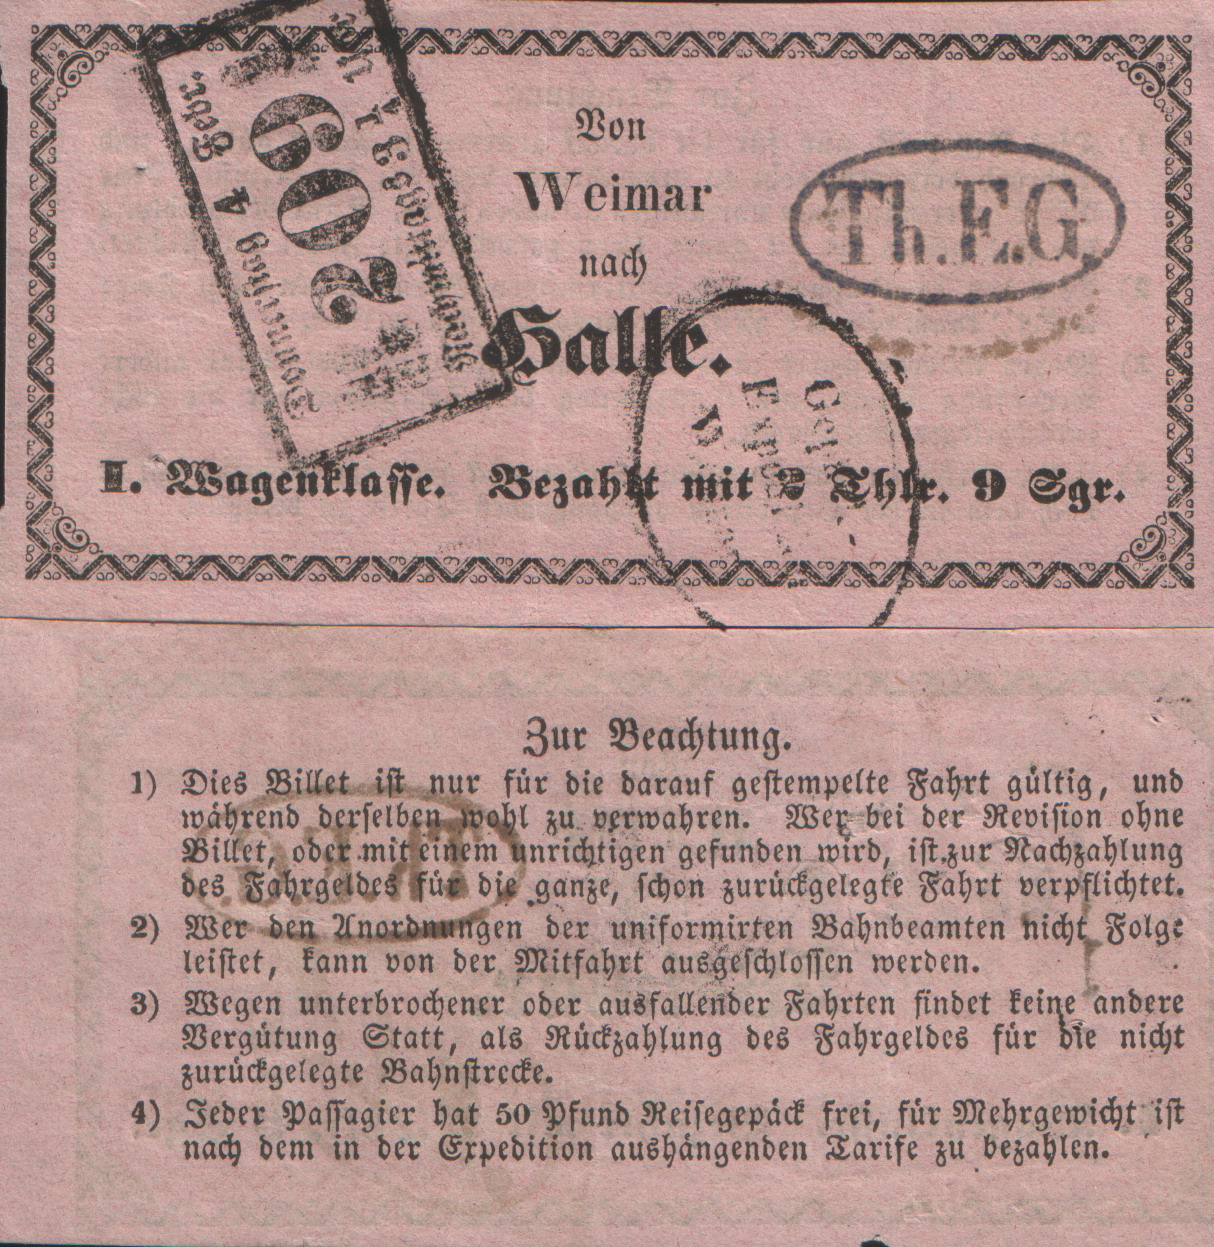 Von
Weimar
nach
Halle.
I. Wagenklasse. Bezahlt mit 2 Thlr. 9 Sgr.
Th.E.G.
Donnerstag 4 Febr.
209
Nachmittags
Zur Beachtung.
1) Dies Billet ist nur für die darauf gestempelte Fahrt gültig, und
während derselben wohl zu verwahren. Wer bei der Revision ohne
Billet, oder mit einem unrichtigen gefunden wird, ist zur Nachzahlung
des Fahrgeldes für die ganze, schon zurückgelegte Fahrt verpflichtet.
2) Wer den Anordnungen der uniformirten Bahnbeamten nicht Folge
leistet, kann von der Mitfahrt ausgeschlossen werden.
3) Wegen unterbrochener oder ausfallender Fahrten findet keine andere
Vergütung Statt, als Rückzahlung des Fahrgeldes für die nicht
zurückgelegte Bahnstrecke.
4) Jeder Passagier hat 50 Pfund Reisegepäck frei, für Mehrgewicht ist
nach dem in der Expedition aushängenden Tarife zu bezahlen.